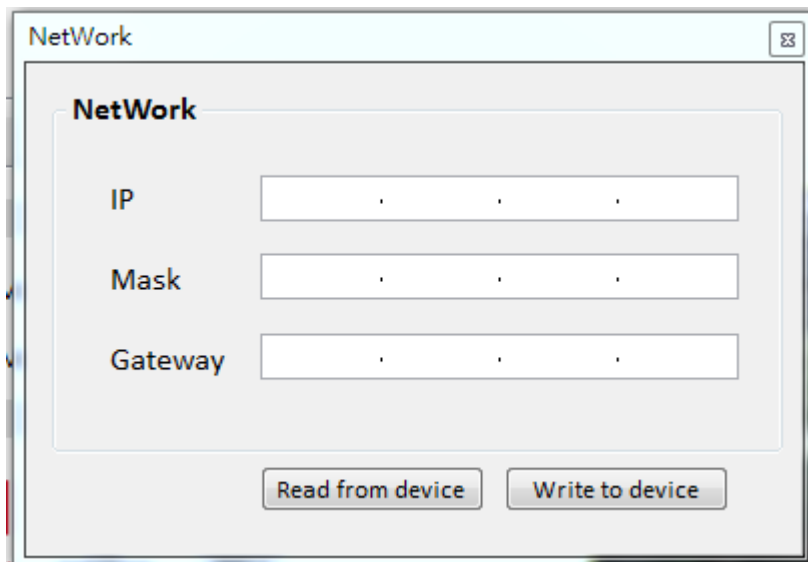 NetWork
NetWork
IP . . .
Mask . . .
Gateway . . .
Read from device Write to device